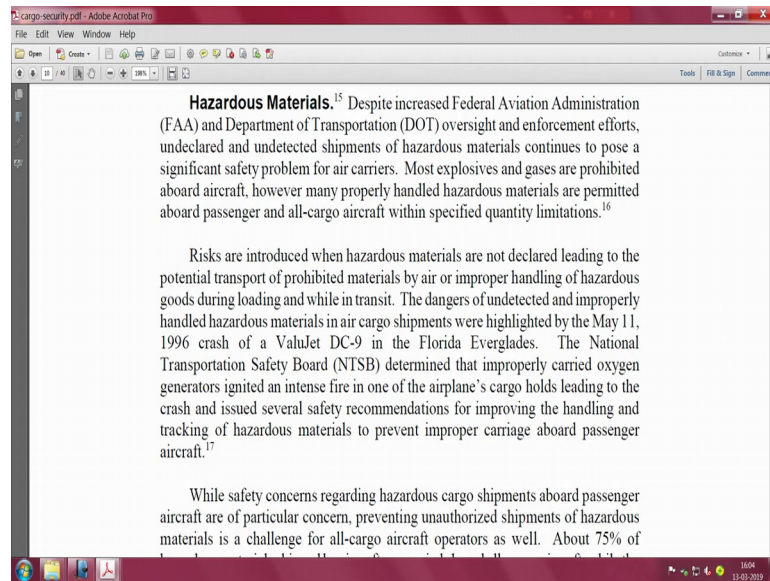 cargo-security.pdf - Adobe Acrobat Pro
File Edit View Window Help
Open Create Customize
10 / 40 198% Tools Fill & Sign Comment
Hazardous Materials.15 Despite increased Federal Aviation Administration
(FAA) and Department of Transportation (DOT) oversight and enforcement efforts,
undeclared and undetected shipments of hazardous materials continues to pose a
significant safety problem for air carriers. Most explosives and gases are prohibited
aboard aircraft, however many properly handled hazardous materials are permitted
aboard passenger and all-cargo aircraft within specified quantity limitations.16
Risks are introduced when hazardous materials are not declared leading to the
potential transport of prohibited materials by air or improper handling of hazardous
goods during loading and while in transit. The dangers of undetected and improperly
handled hazardous materials in air cargo shipments were highlighted by the May 11,
1996 crash of a ValuJet DC-9 in the Florida Everglades. The National
Transportation Safety Board (NTSB) determined that improperly carried oxygen
generators ignited an intense fire in one of the airplane's cargo holds leading to the
crash and issued several safety recommendations for improving the handling and
tracking of hazardous materials to prevent improper carriage aboard passenger
aircraft.17
While safety concerns regarding hazardous cargo shipments aboard passenger
aircraft are of particular concern, preventing unauthorized shipments of hazardous
materials is a challenge for all-cargo aircraft operators as well. About 75% of
16:04
13-03-2019